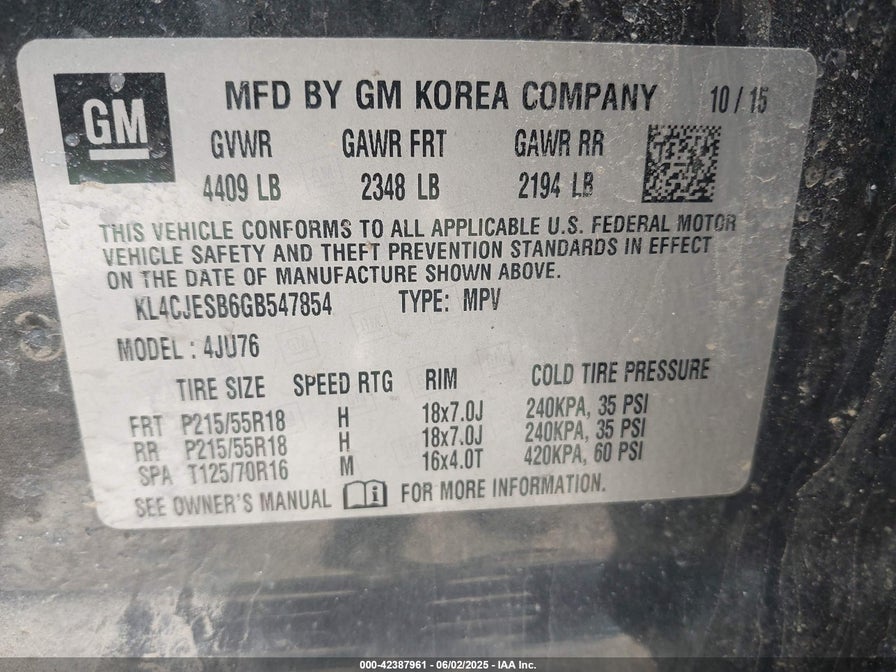 GM
MFD BY GM KOREA COMPANY 10/15
GVWR GAWR FRT GAWR RR
4409 LB 2348 LB 2194 LB
THIS VEHICLE CONFORMS TO ALL APPLICABLE U.S. FEDERAL MOTOR
VEHICLE SAFETY AND THEFT PREVENTION STANDARDS IN EFFECT
ON THE DATE OF MANUFACTURE SHOWN ABOVE.
KL4CJESB6GB547854 TYPE: MPV
MODEL : 4JU76
TIRE SIZE SPEED RTG RIM COLD TIRE PRESSURE
FRT P215/55R18 H 18x7.0J 240KPA, 35 PSI
RR P215/55R18 H 18x7.0J 240KPA, 35 PSI
SPA T125/70R16 M 16x4.0T 420KPA, 60 PSI
SEE OWNER'S MANUAL FOR MORE INFORMATION.
000-42387961 - 06/02/2025 - IAA Inc.